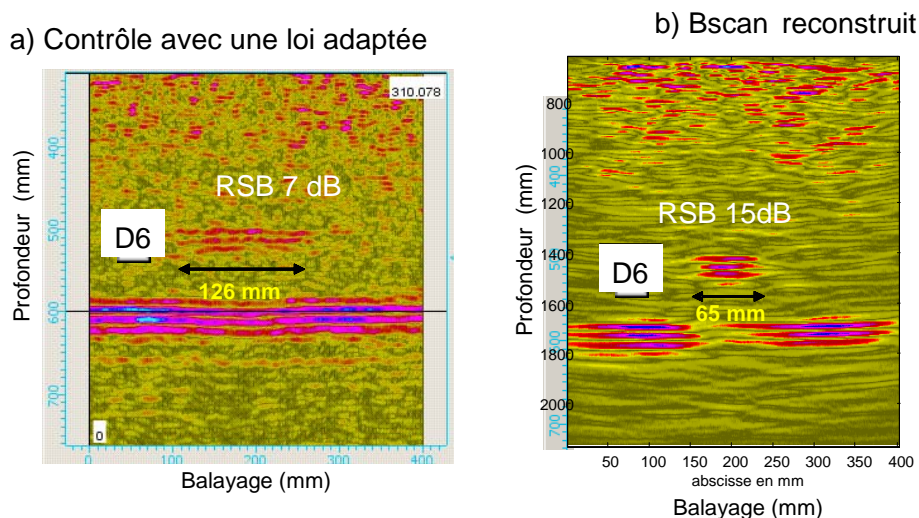 a) Contrôle avec une loi adaptée
310.078
400
500
600
700
Profondeur (mm)
RSB 7 dB
D6
126 mm
0
0 100 200 300 400
Balayage (mm)
b) Bscan reconstruit
800
1000
1200
1400
1600
1800
2000
400
700
Profondeur (mm)
RSB 15dB
D6
65 mm
50 100 150 200 250 300 350 400
abscisse en mm
Balayage (mm)